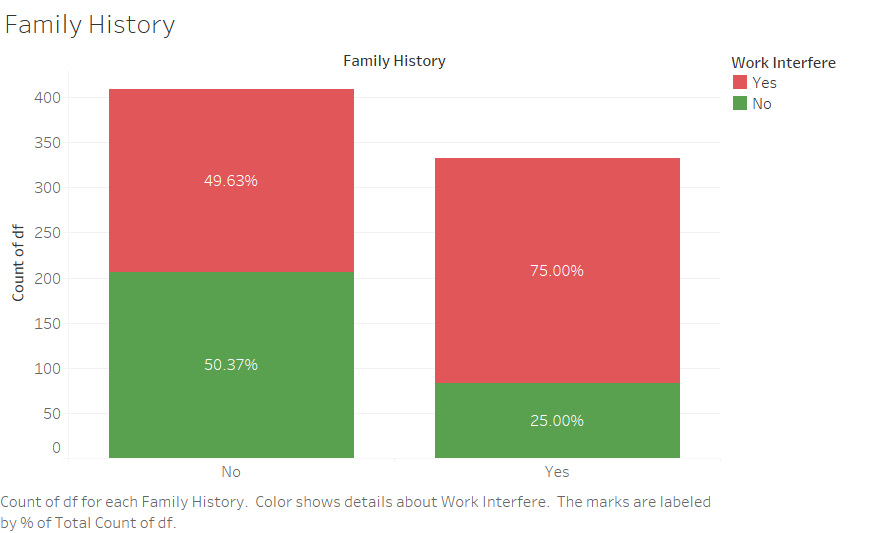 Family History
Family History
Work Interfere
Yes
No
Count of df
400
350
300
250
200
150
100
50
0
49.63%
50.37%
75.00%
25.00%
No
Yes
Count of df for each Family History.  Color shows details about Work Interfere.  The marks are labeled
by % of Total Count of df.